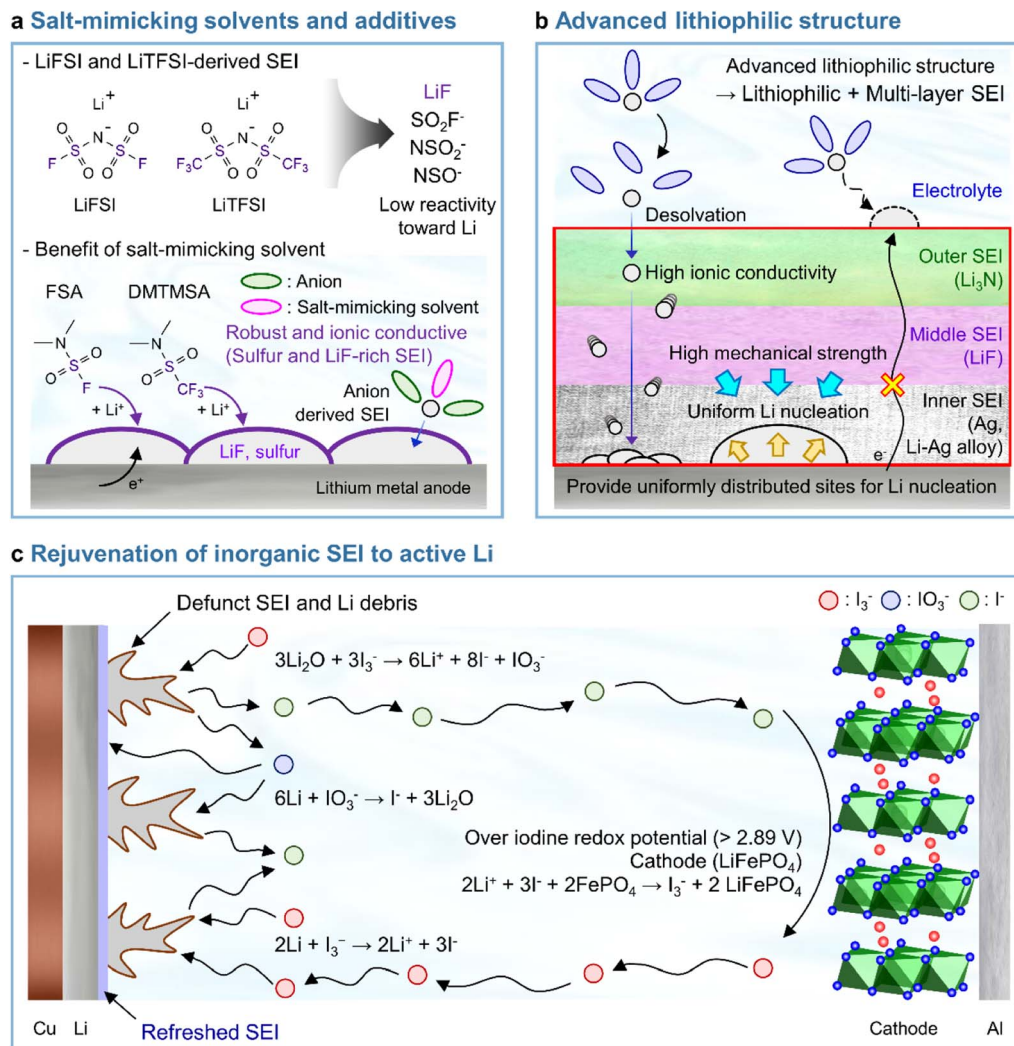 a Salt-mimicking solvents and additives
- LiFSI and LiTFSI-derived SEI
Li⁺
Li⁺
O
O
N⁻
S
S
O
O
F
F
LiFSI
O
O
N⁻
S
S
O
O
F₃C
CF₃
LiTFSI
LiF
SO₂F⁻
NSO₂⁻
NSO⁻
Low reactivity
toward Li
- Benefit of salt-mimicking solvent
FSA
DMTMSA
: Anion
: Salt-mimicking solvent
Robust and ionic conductive
(Sulfur and LiF-rich SEI)
N
O
S
O
F
N
O
S
O
CF₃
+ Li⁺
+ Li⁺
Anion
derived SEI
LiF, sulfur
e⁺
Lithium metal anode
b Advanced lithiophilic structure
Advanced lithiophilic structure
→ Lithiophilic + Multi-layer SEI
Electrolyte
Desolvation
High ionic conductivity
Outer SEI
(Li₃N)
Middle SEI
(LiF)
High mechanical strength
Uniform Li nucleation
Inner SEI
(Ag,
Li-Ag alloy)
e⁻
Provide uniformly distributed sites for Li nucleation
c Rejuvenation of inorganic SEI to active Li
Defunct SEI and Li debris
: I₃⁻
: IO₃⁻
: I⁻
3Li₂O + 3I₃⁻ → 6Li⁺ + 8I⁻ + IO₃⁻
6Li + IO₃⁻ → I⁻ + 3Li₂O
Over iodine redox potential (> 2.89 V)
Cathode (LiFePO₄)
2Li⁺ + 3I⁻ + 2FePO₄ → I₃⁻ + 2 LiFePO₄
2Li + I₃⁻ → 2Li⁺ + 3I⁻
Cu
Li
Refreshed SEI
Cathode
Al